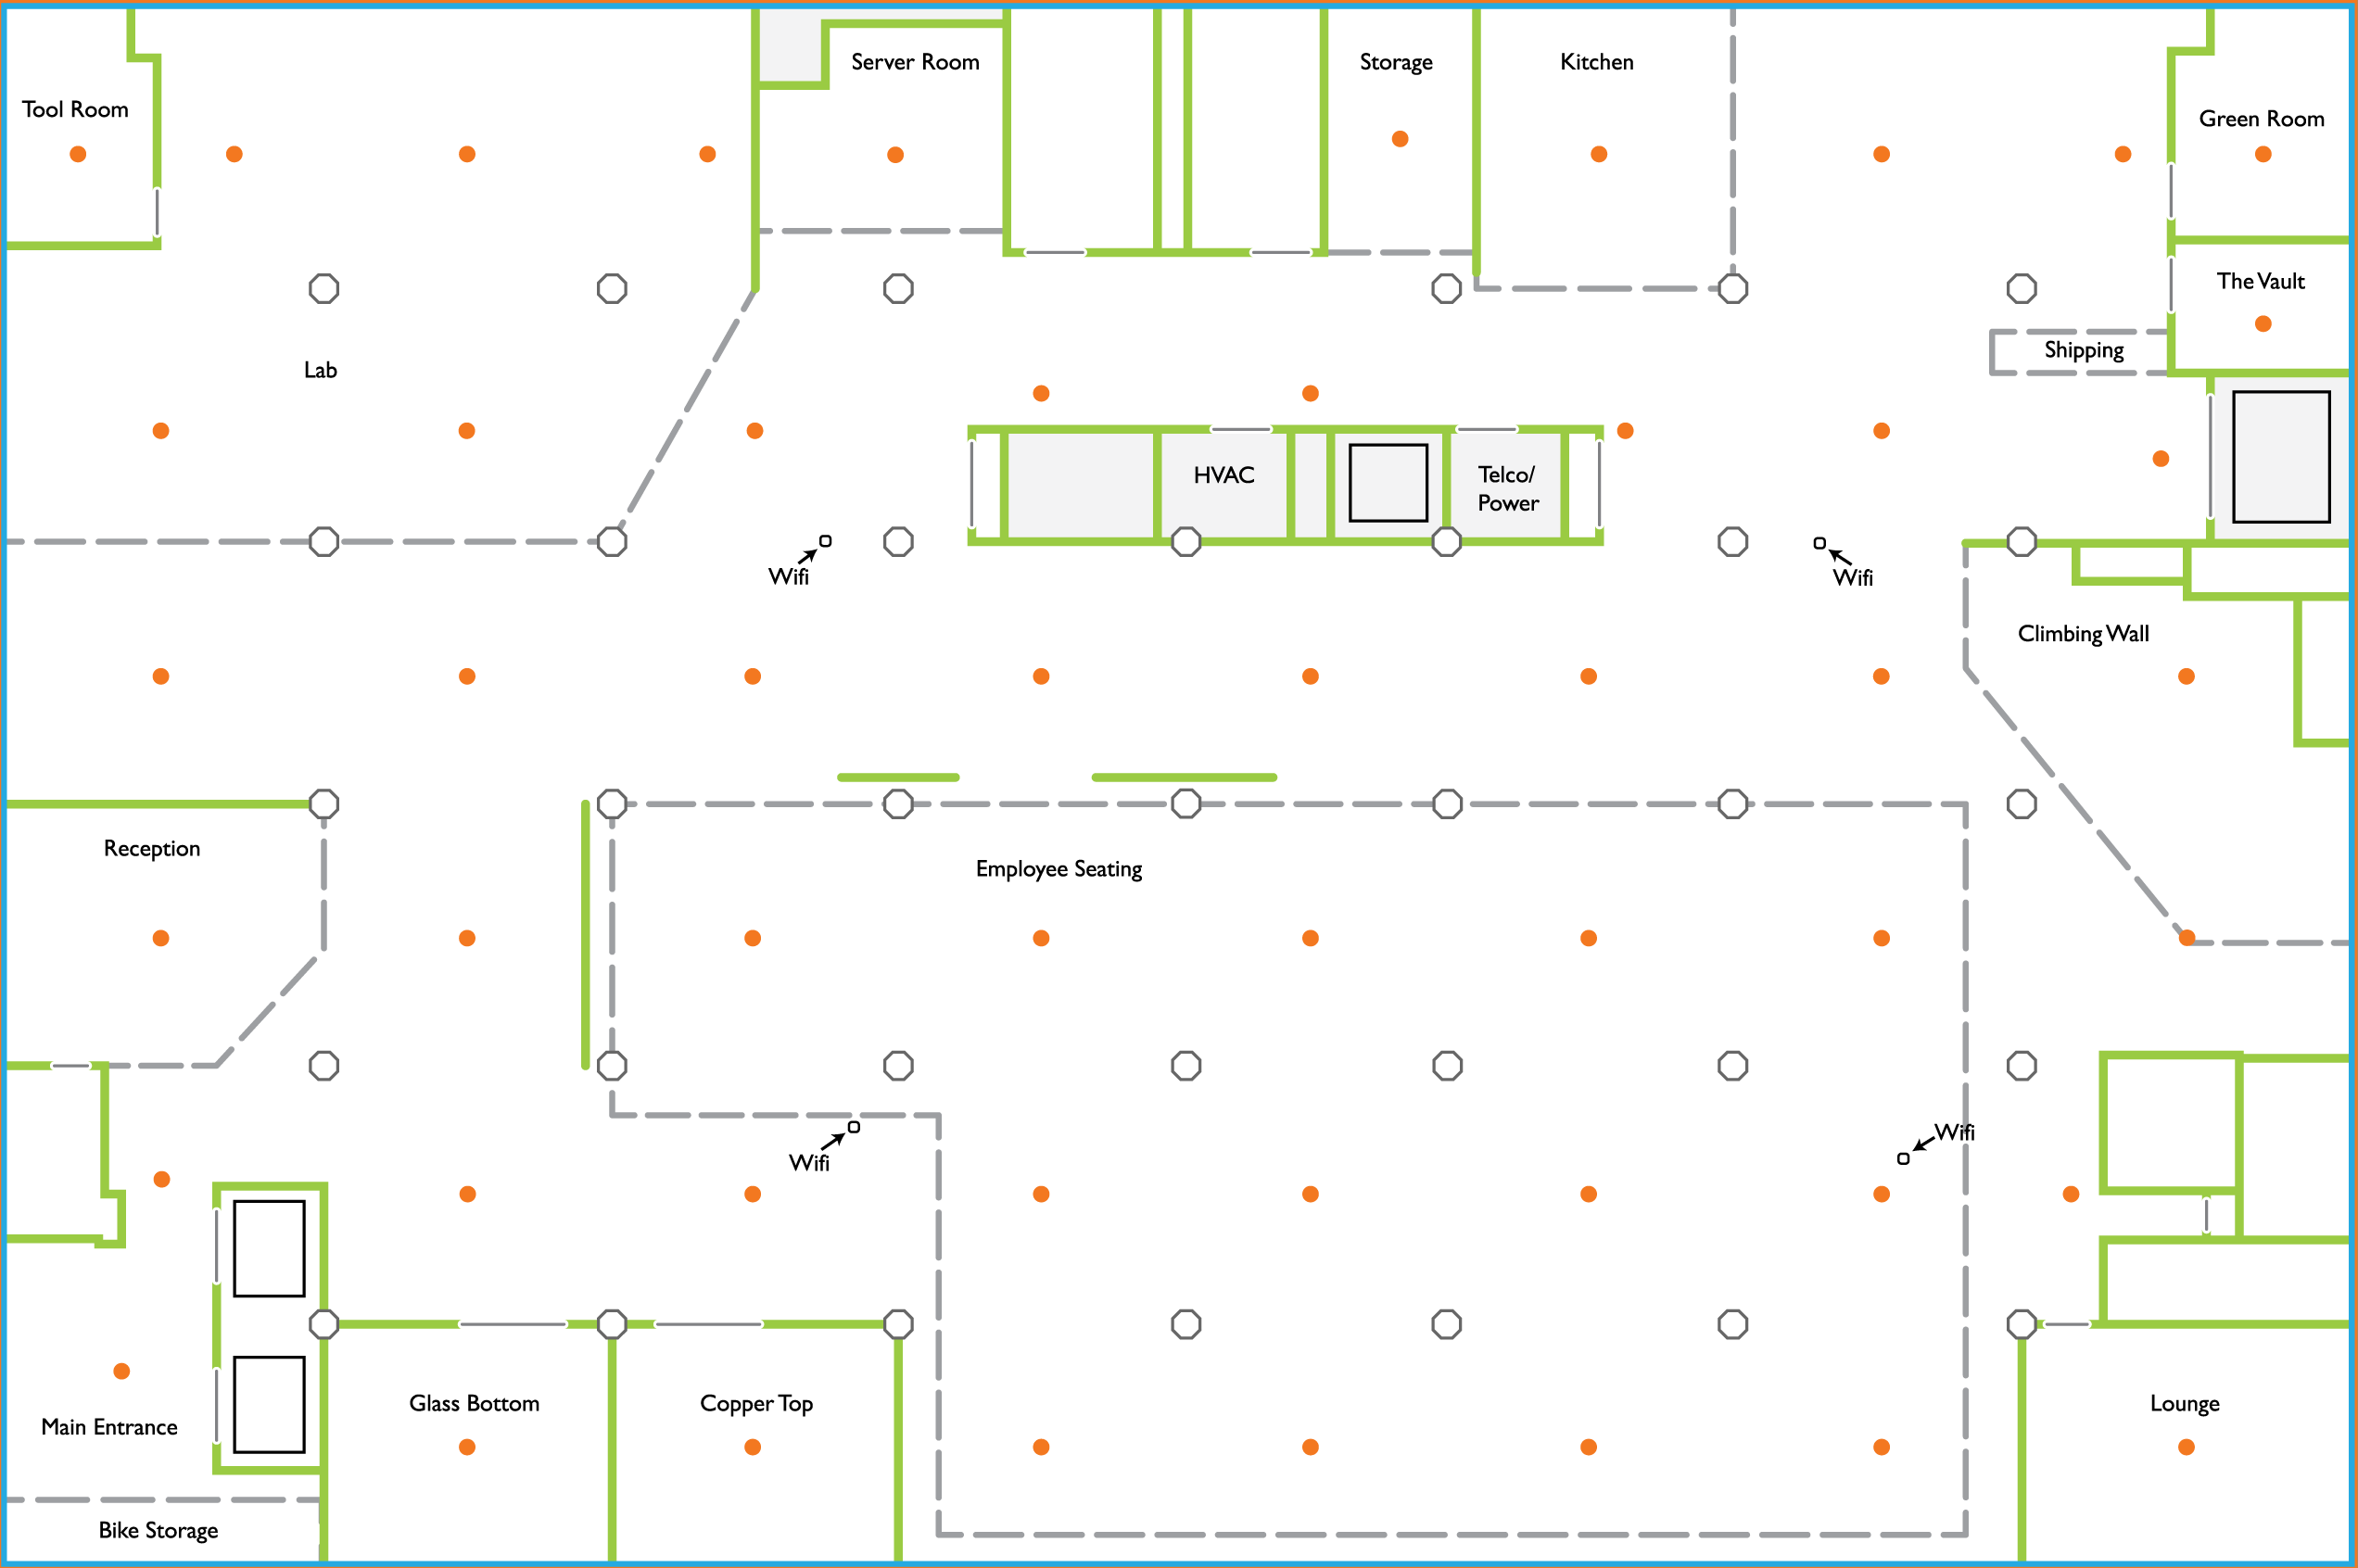 Server Room
Storage
Kitchen
Tool Room
Green Room
The Vault
Shipping
Lab
HVAC
Telco/
Power
Wifi
Wifi
Climbing Wall
Reception
Employee Seating
Wifi
Wifi
Glass Bottom
Copper Top
Lounge
Main Entrance
Bike Storage